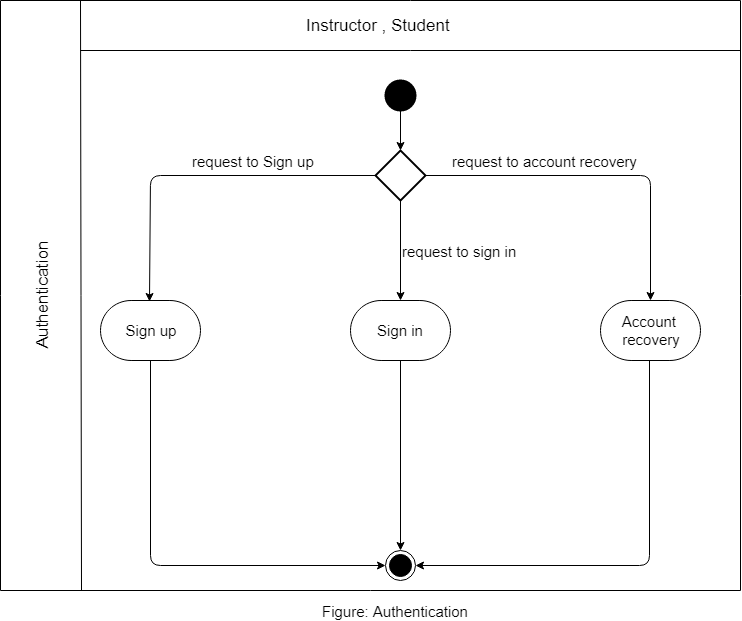 Instructor , Student
Authentication
request to Sign up
request to account recovery
request to sign in
Sign up
Sign in
Account
recovery
Figure: Authentication